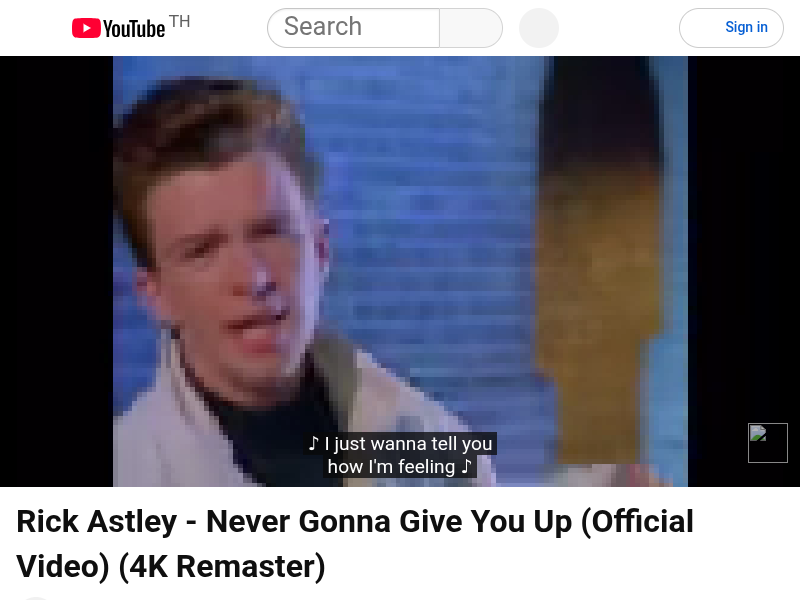 YouTube TH
Search
Sign in
♪ I just wanna tell you
how I'm feeling ♪
Rick Astley - Never Gonna Give You Up (Official
Video) (4K Remaster)